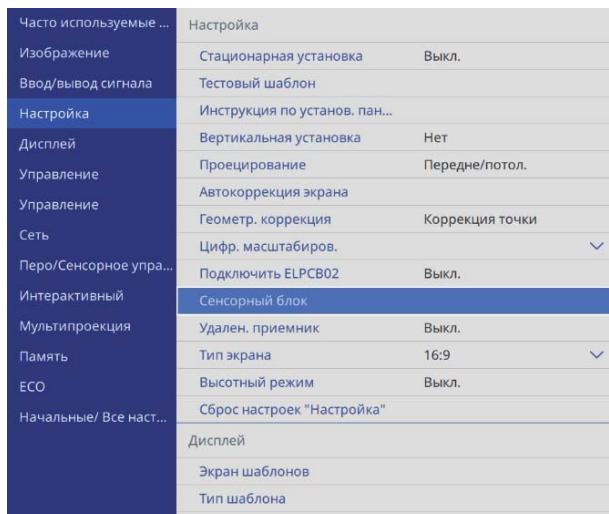 Часто используемые ...
Изображение
Ввод/вывод сигнала
Настройка
Дисплей
Управление
Управление
Сеть
Перо/Сенсорное упра...
Интерактивный
Мультипроекция
Память
ECO
Начальные/ Все наст...
Настройка
Стационарная установка Выкл.
Тестовый шаблон
Инструкция по установ. пан...
Вертикальная установка Нет
Проецирование Передне/потол.
Автокоррекция экрана
Геометр. коррекция Коррекция точки
Цифр. масштабиров.
Подключить ELPCB02 Выкл.
Сенсорный блок
Удален. приемник Выкл.
Тип экрана 16:9
Высотный режим Выкл.
Сброс настроек "Настройка"
Дисплей
Экран шаблонов
Тип шаблона